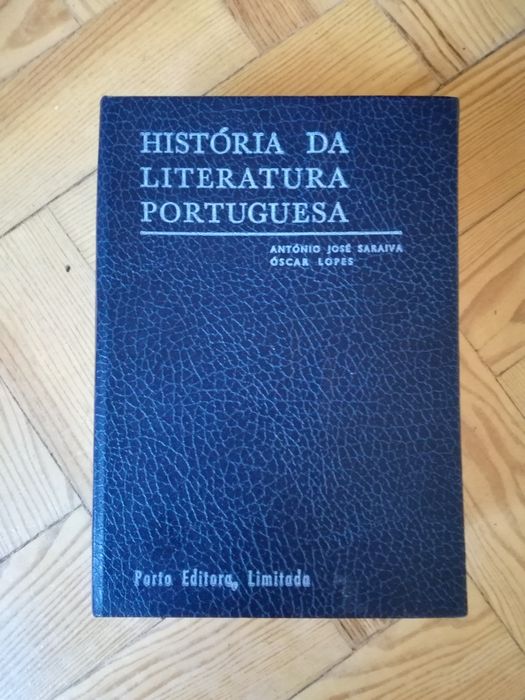 HISTÓRIA DA
LITERATURA
PORTUGUESA
ANTÓNIO JOSÉ SARAIVA
ÓSCAR LOPES
Porto Editora, Limitada